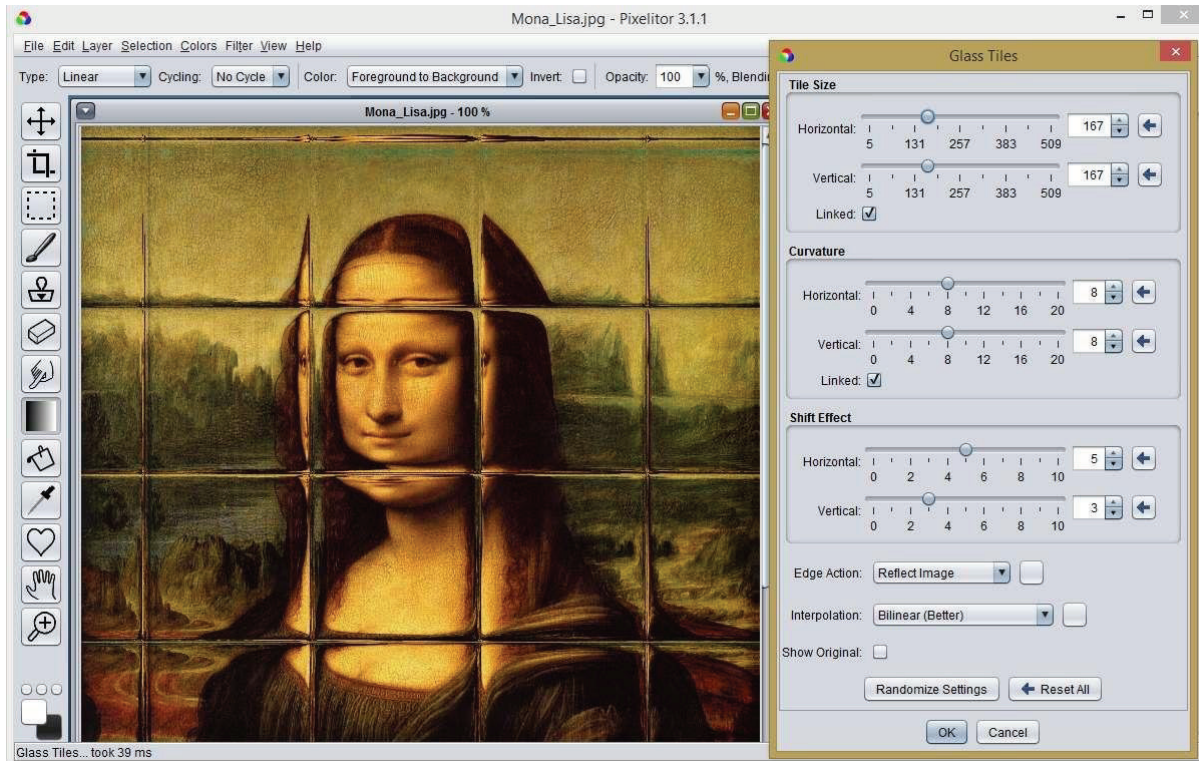 Mona_Lisa.jpg - Pixelitor 3.1.1
File Edit Layer Selection Colors Filter View Help
Type: Linear Cycling: No Cycle Color: Foreground to Background Invert: Opacity: 100 %, Blendin
Mona_Lisa.jpg - 100 %
Glass Tiles... took 39 ms
Glass Tiles
Tile Size
Horizontal: 167
5 131 257 383 509
Vertical: 167
5 131 257 383 509
Linked:
Curvature
Horizontal: 8
0 4 8 12 16 20
Vertical: 8
0 4 8 12 16 20
Linked:
Shift Effect
Horizontal: 5
0 2 4 6 8 10
Vertical: 3
0 2 4 6 8 10
Edge Action: Reflect Image
Interpolation: Bilinear (Better)
Show Original:
Randomize Settings Reset All
OK Cancel